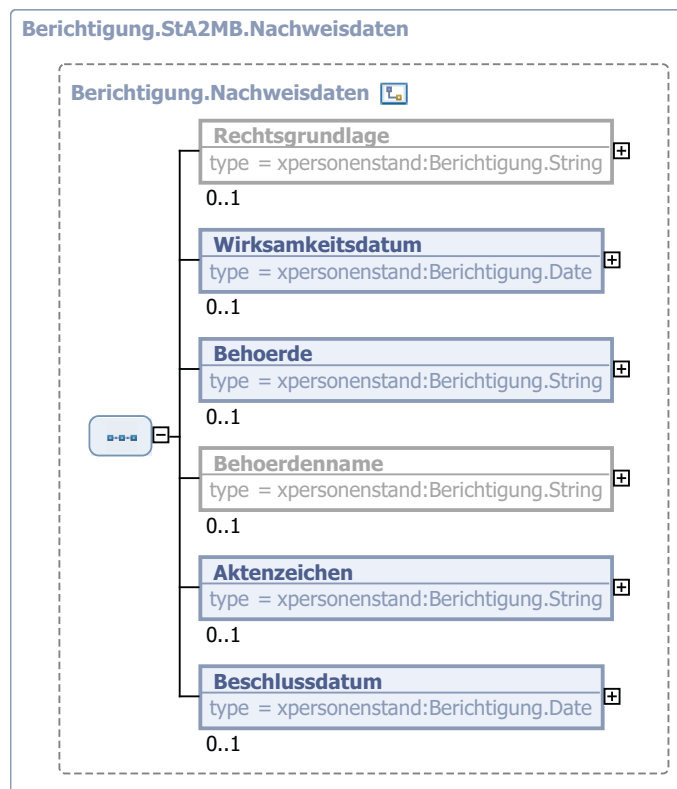 Berichtigung.StA2MB.Nachweisdaten
Berichtigung.Nachweisdaten
Rechtsgrundlage
type = xpersonenstand:Berichtigung.String
0..1
Wirksamkeitsdatum
type = xpersonenstand:Berichtigung.Date
0..1
Behoerde
type = xpersonenstand:Berichtigung.String
0..1
Behoerdenname
type = xpersonenstand:Berichtigung.String
0..1
Aktenzeichen
type = xpersonenstand:Berichtigung.String
0..1
Beschlussdatum
type = xpersonenstand:Berichtigung.Date
0..1